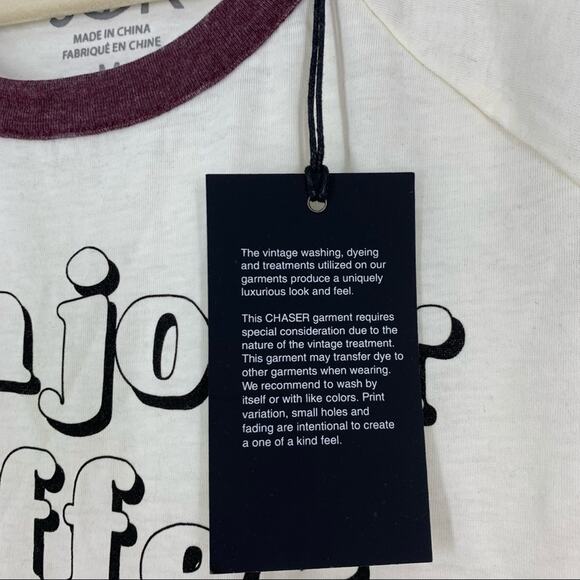 MADE IN CHINA
FABRIQUÉ EN CHINE
The vintage washing, dyeing
and treatments utilized on our
garments produce a uniquely
luxurious look and feel.
This CHASER garment requires
special consideration due to the
nature of the vintage treatment.
This garment may transfer dye to
other garments when wearing.
We recommend to wash by
itself or with like colors. Print
variation, small holes and
fading are intentional to create
a one of a kind feel.